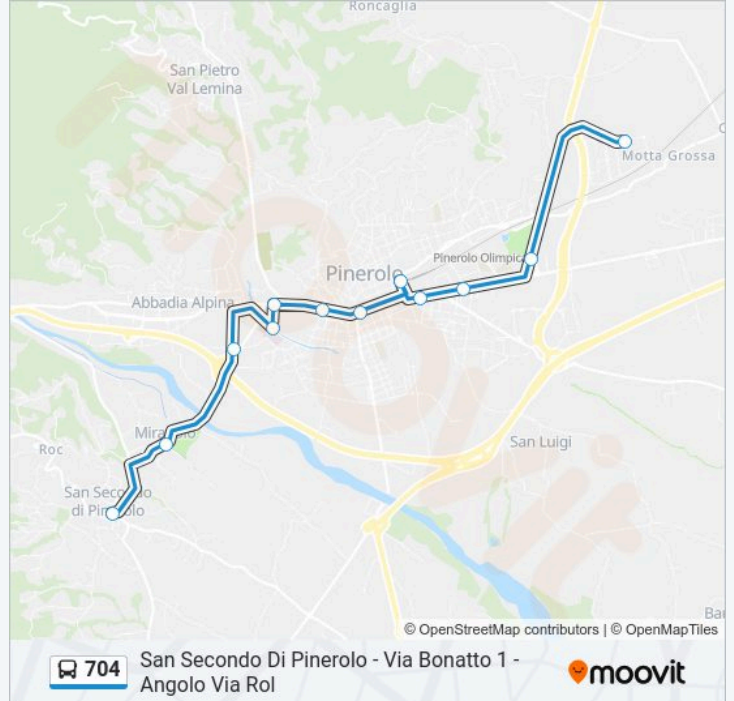 Roncaglia
San Pietro
Val Lemina
Motta Grossa
Pinerolo Olimpica
Pinerolo
Abbadia Alpina
San Luigi
Roc
San Secondo
di Pinerolo
© OpenStreetMap contributors | © OpenMapTiles
704
San Secondo Di Pinerolo - Via Bonatto 1 -
Angolo Via Rol
moovit